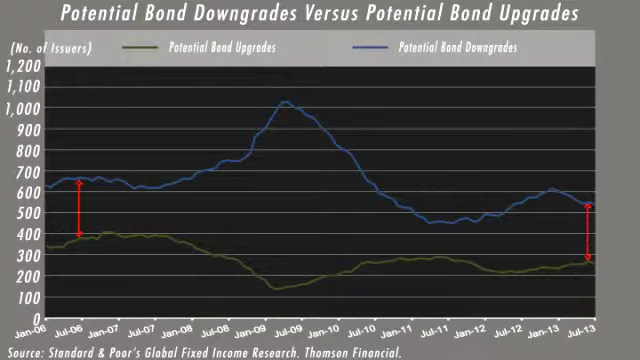 Potential Bond Downgrades Versus Potential Bond Upgrades
(No. of Issuers)
Potential Bond Upgrades
Potential Bond Downgrades
1,200
1,100
1,000
900
800
700
600
500
400
300
200
100
0
Jan-06 Jul-06 Jan-07 Jul-07 Jan-08 Jul-08 Jan-09 Jul-09 Jan-10 Jul-10 Jan-11 Jul-11 Jan-12 Jul-12 Jan-13 Jul-13
Source: Standard & Poor's Global Fixed Income Research. Thomson Financial.